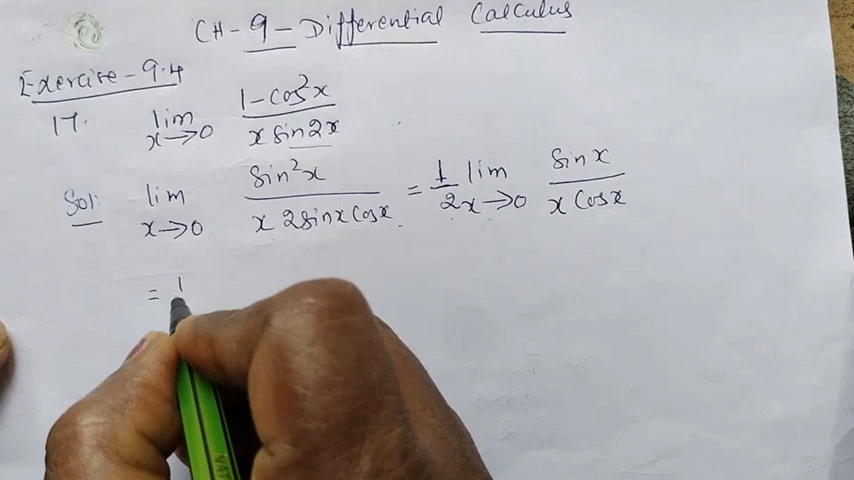 CH-9-Differential Calculus
Exercise-9.4
17. lim x→0 1-cos²x / x sin2x
Sol: lim x→0 sin²x / x 2sinx cosx = 1/2 lim x→0 sinx / x cosx
= 1